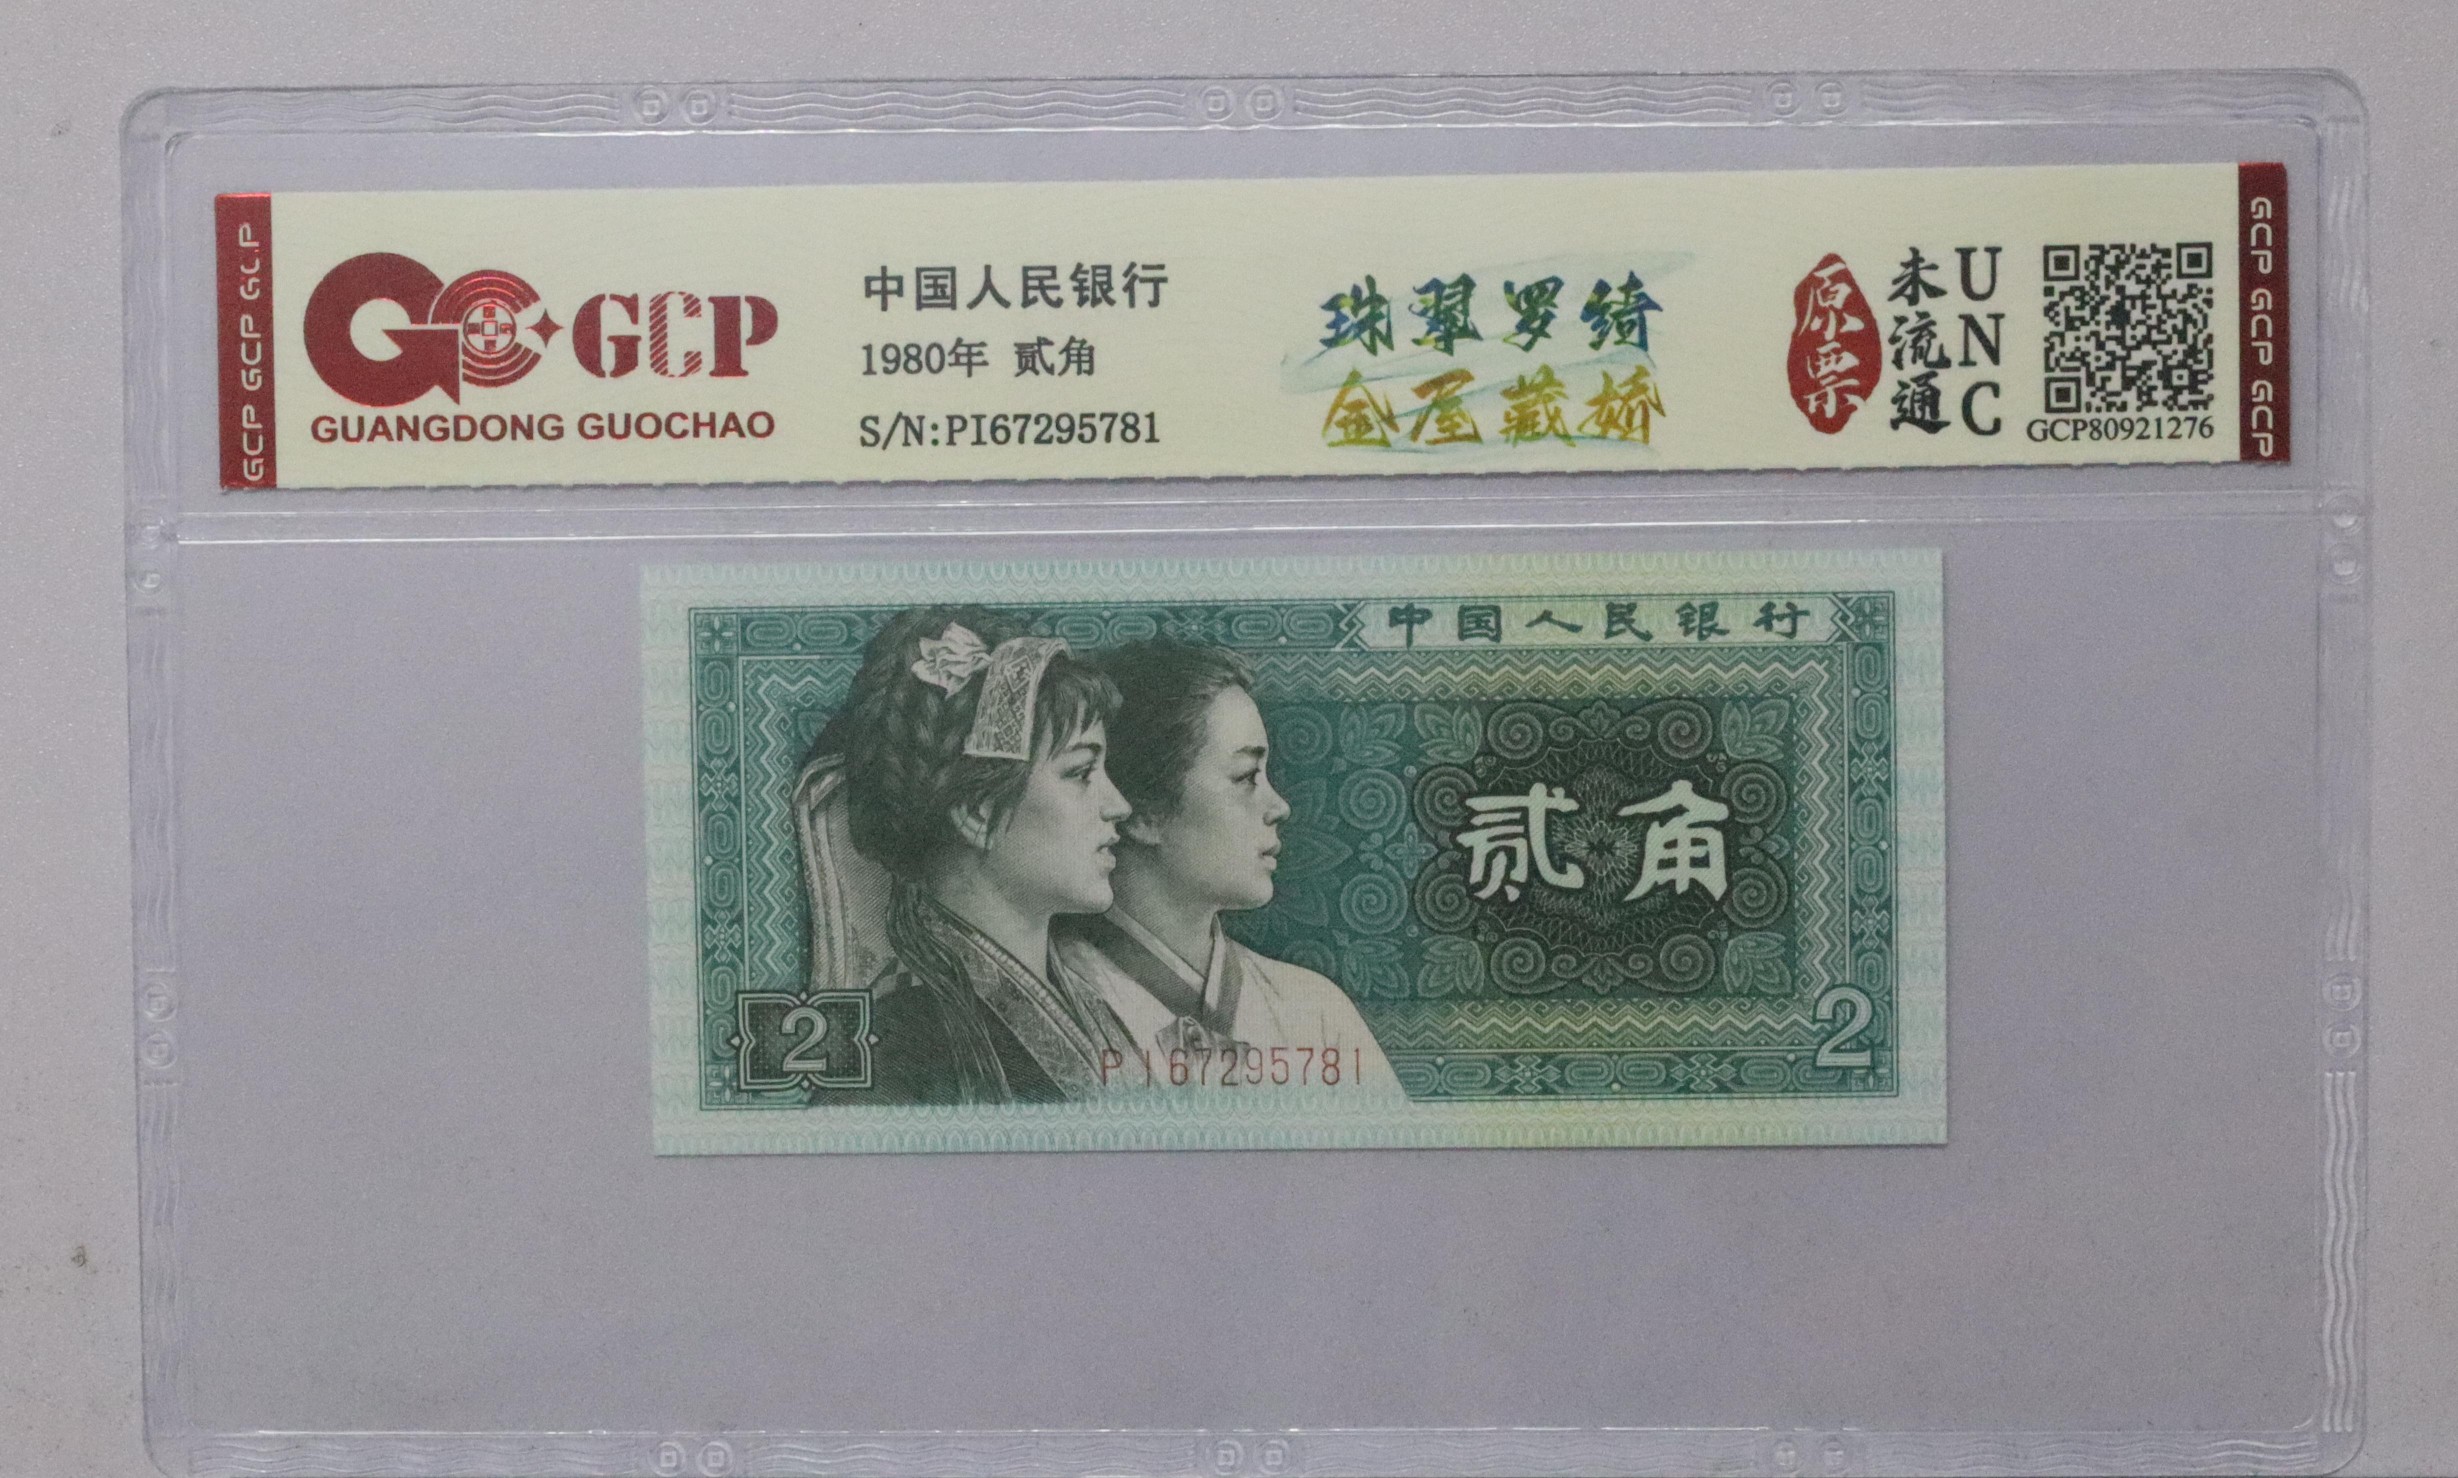 GCP GCP GCP
GCP
GUANGDONG GUOCHAO
中国人民银行
1980年 贰角
S/N:PI67295781
珠翠罗绮
金屋藏娇
原票
未流通
UNC
GCP80921276
GCP GCP GCP
中国人民银行
贰角
2
PI67295781
2